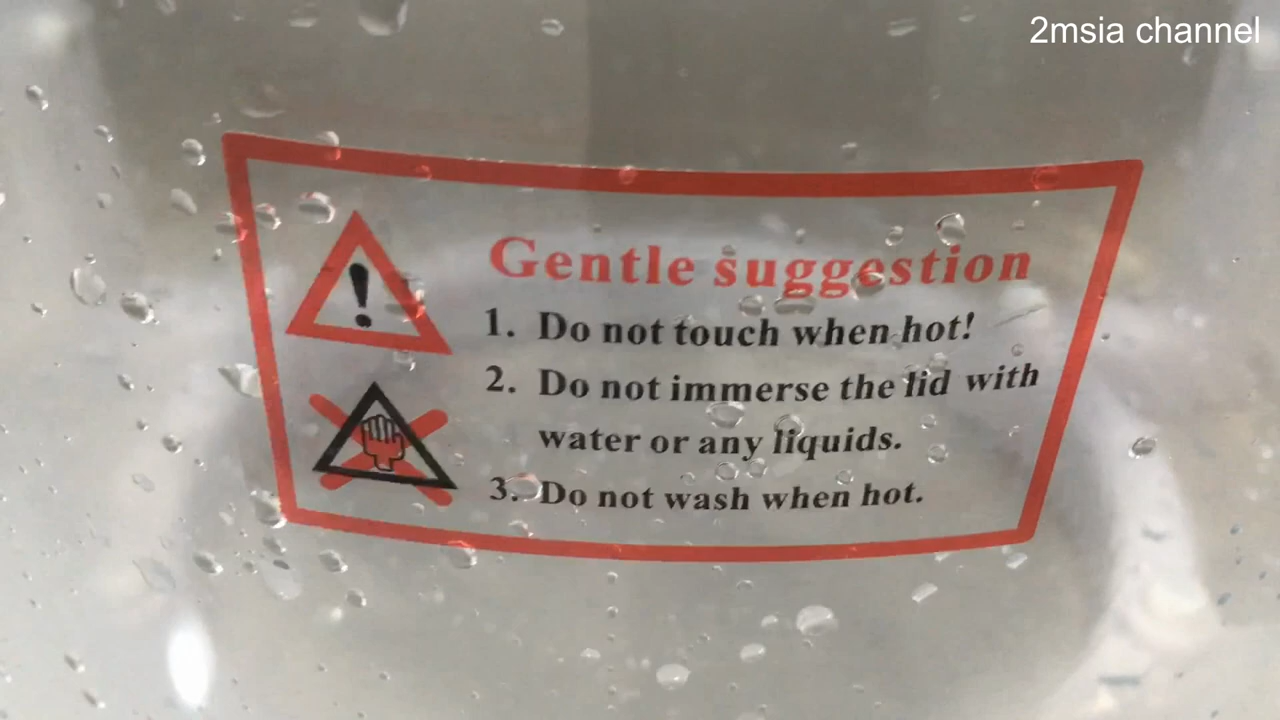 2msia channel
Gentle suggestion
1. Do not touch when hot!
2. Do not immerse the lid with
water or any liquids.
3. Do not wash when hot.